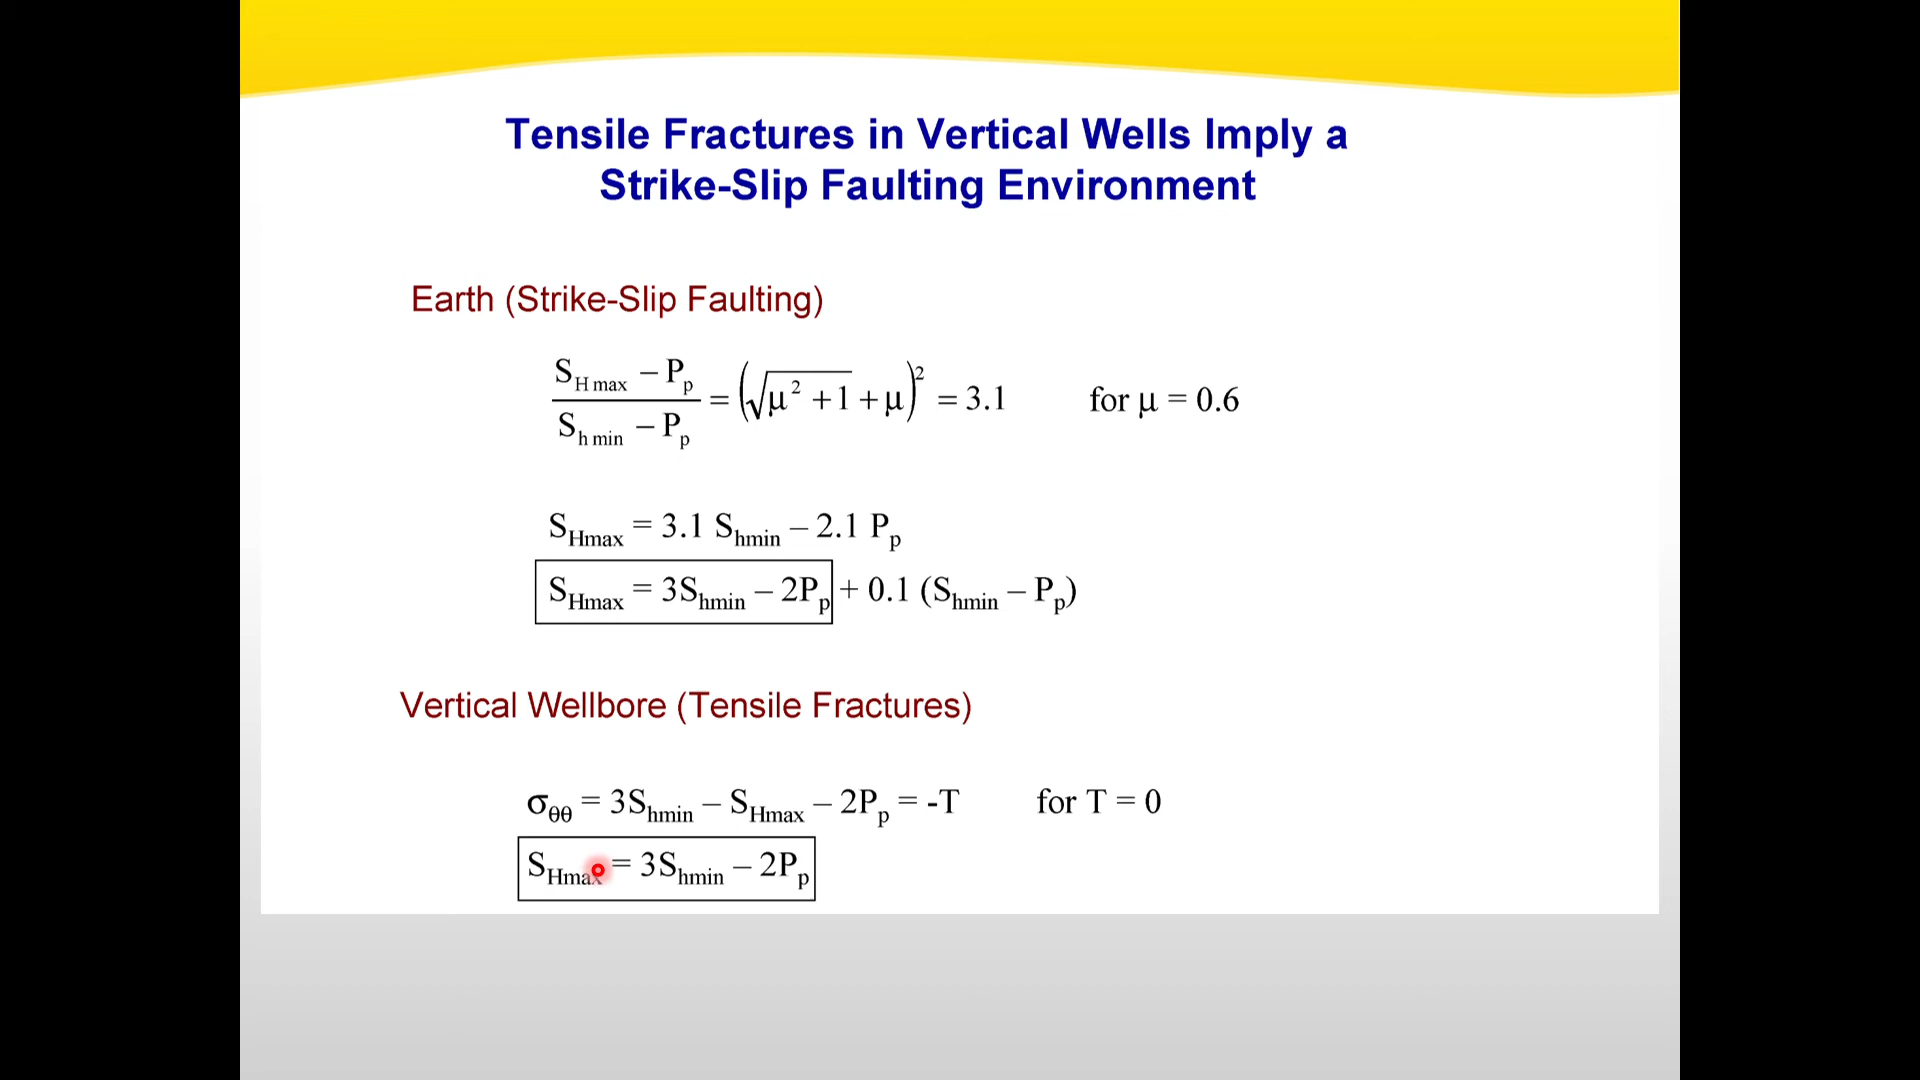 Tensile Fractures in Vertical Wells Imply a
Strike-Slip Faulting Environment
Earth (Strike-Slip Faulting)
(S_Hmax − P_p) / (S_hmin − P_p) = (√(μ² + 1) + μ)² = 3.1 for μ = 0.6
S_Hmax = 3.1 S_hmin – 2.1 P_p
S_Hmax = 3S_hmin – 2P_p + 0.1 (S_hmin – P_p)
Vertical Wellbore (Tensile Fractures)
σ_θθ = 3S_hmin – S_Hmax – 2P_p = -T for T = 0
S_Hmax = 3S_hmin – 2P_p